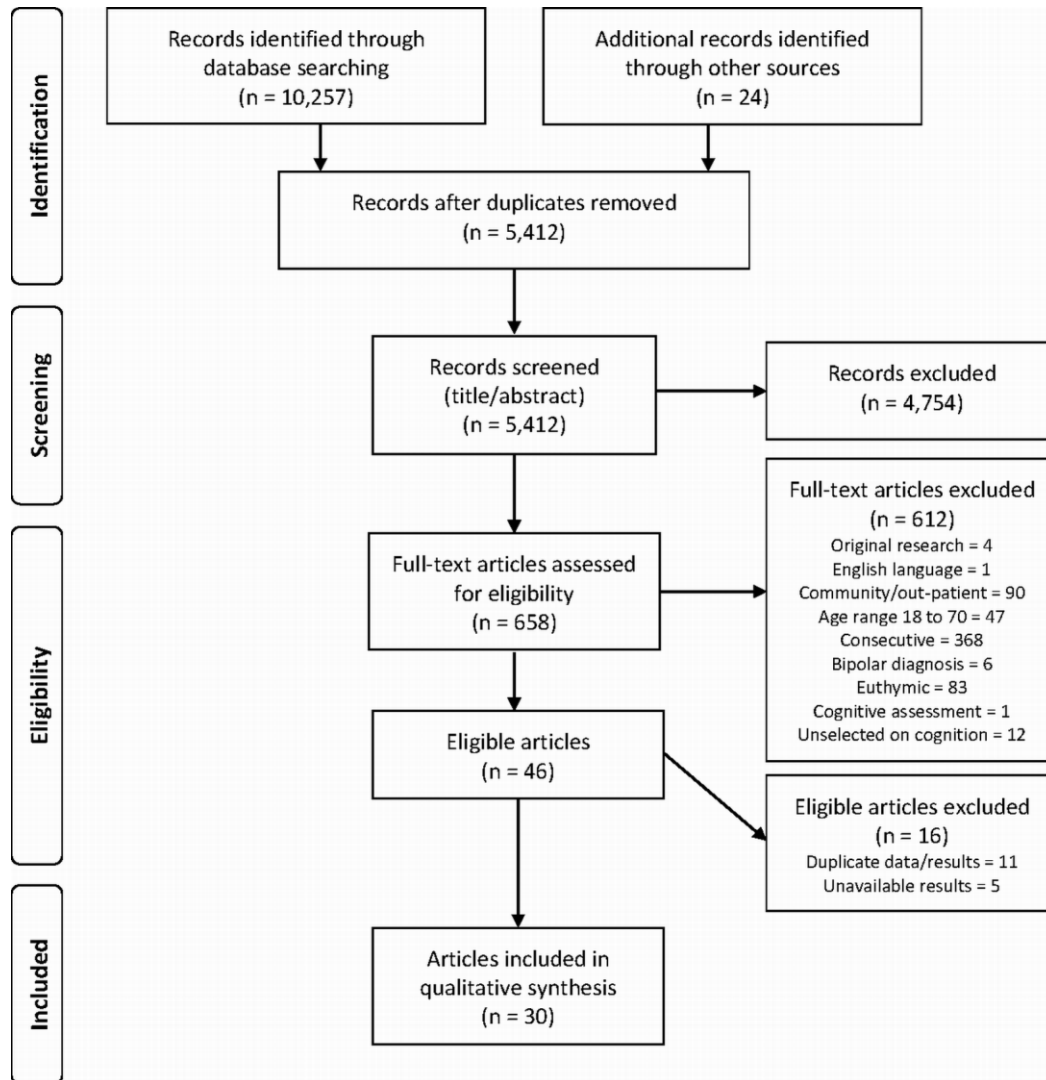 Identification
Records identified through
database searching
(n = 10,257)
Additional records identified
through other sources
(n = 24)
Records after duplicates removed
(n = 5,412)
Screening
Records screened
(title/abstract)
(n = 5,412)
Records excluded
(n = 4,754)
Eligibility
Full-text articles assessed
for eligibility
(n = 658)
Full-text articles excluded
(n = 612)
Original research = 4
English language = 1
Community/out-patient = 90
Age range 18 to 70 = 47
Consecutive = 368
Bipolar diagnosis = 6
Euthymic = 83
Cognitive assessment = 1
Unselected on cognition = 12
Eligible articles
(n = 46)
Eligible articles excluded
(n = 16)
Duplicate data/results = 11
Unavailable results = 5
Included
Articles included in
qualitative synthesis
(n = 30)